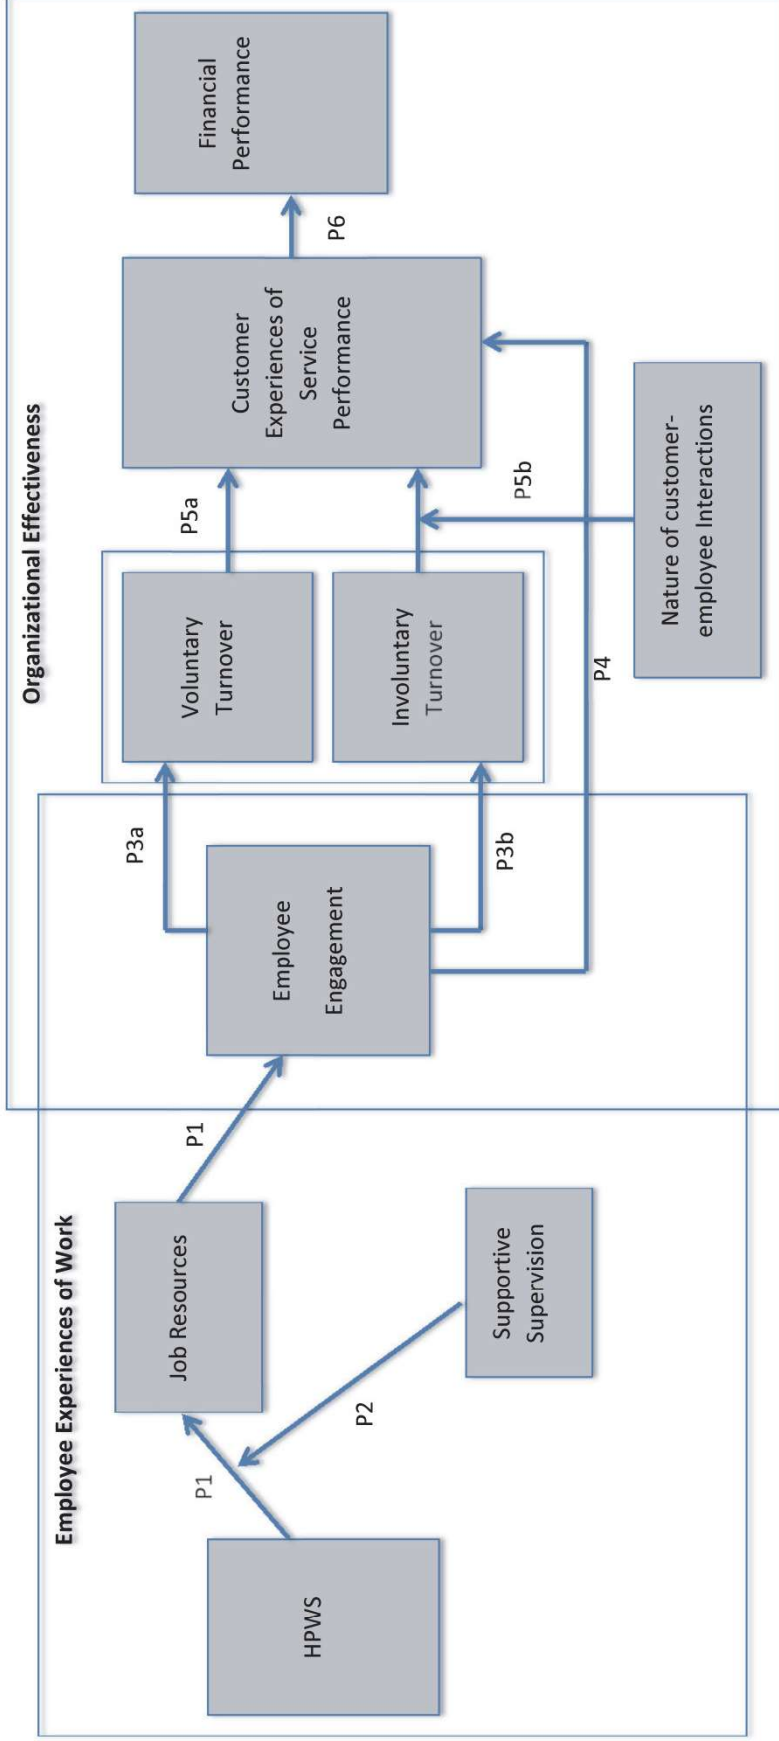 Employee Experiences of Work
Organizational Effectiveness
HPWS
P1
Job Resources
P2
Supportive
Supervision
P1
Employee
Engagement
P3a
P3b
P4
Voluntary
Turnover
Involuntary
Turnover
P5a
P5b
Nature of customer-
employee Interactions
Customer
Experiences of
Service
Performance
P6
Financial
Performance